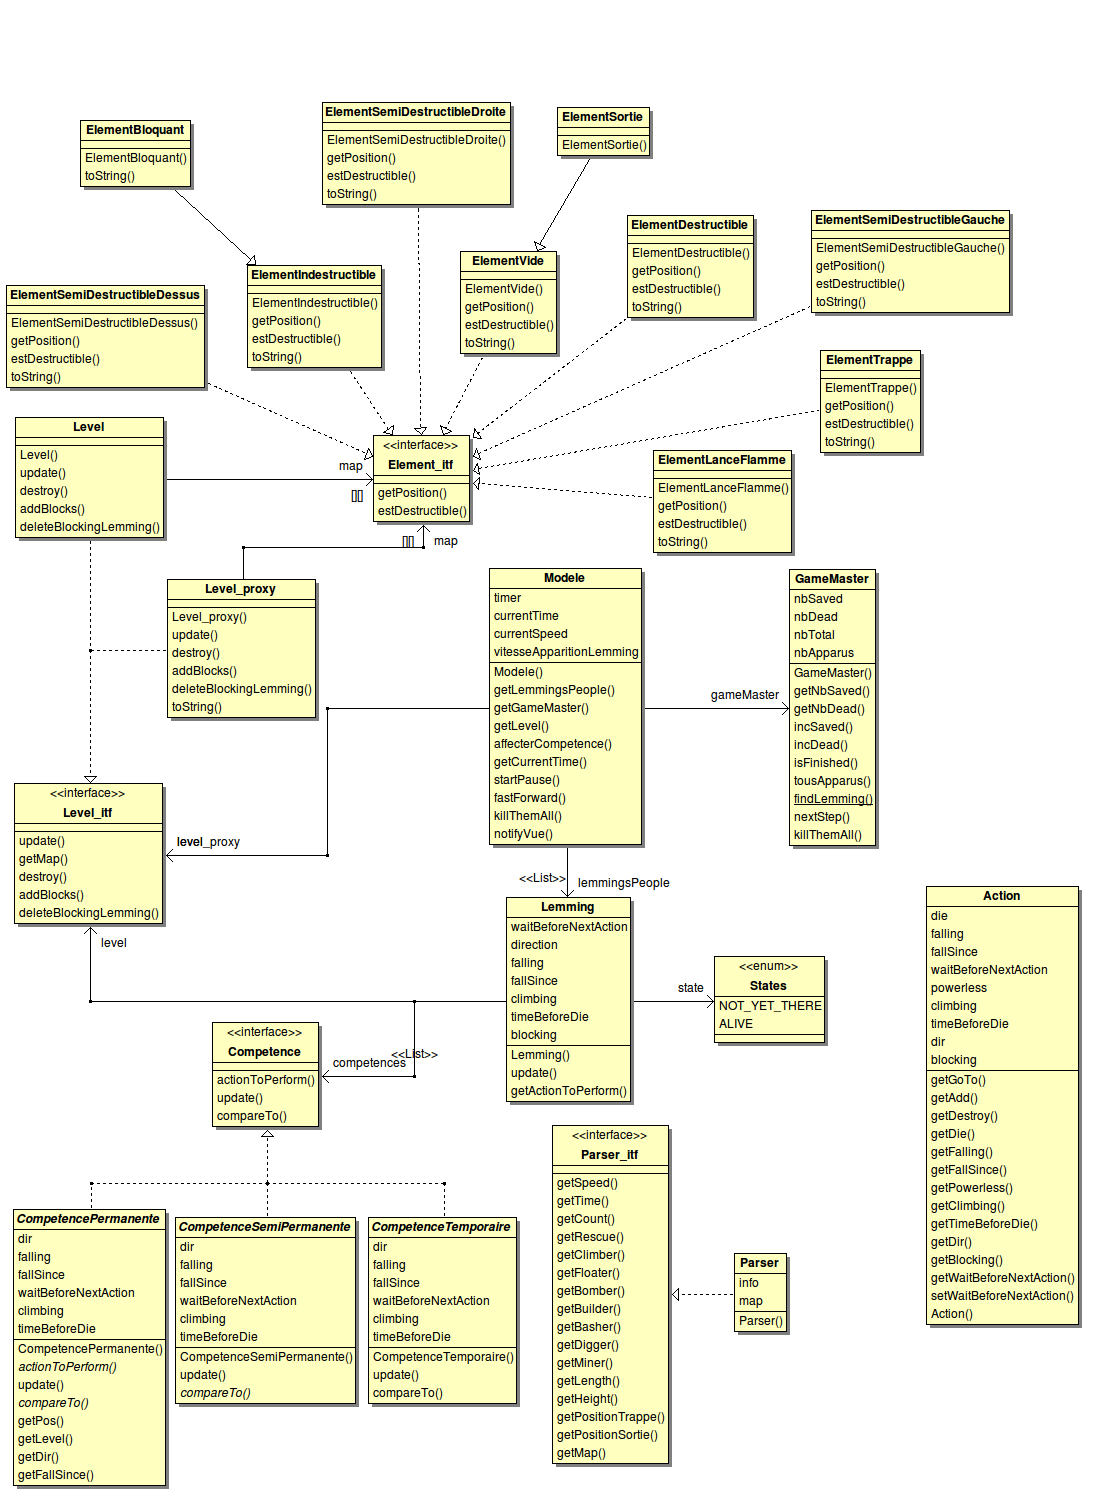 ElementSemiDestructibleDroite
ElementSemiDestructibleDroite()
getPosition()
estDestructible()
toString()
ElementSortie
ElementSortie()
ElementBloquant
ElementBloquant()
toString()
ElementSemiDestructibleGauche
ElementSemiDestructibleGauche()
getPosition()
estDestructible()
toString()
ElementDestructible
ElementDestructible()
getPosition()
estDestructible()
toString()
ElementVide
ElementVide()
getPosition()
estDestructible()
toString()
ElementIndestructible
ElementIndestructible()
getPosition()
estDestructible()
toString()
ElementSemiDestructibleDessus
ElementSemiDestructibleDessus()
getPosition()
estDestructible()
toString()
ElementTrappe
ElementTrappe()
getPosition()
estDestructible()
toString()
Level
Level()
update()
destroy()
addBlocks()
deleteBlockingLemming()
map
[][]
<<interface>>
Element_itf
getPosition()
estDestructible()
ElementLanceFlamme
ElementLanceFlamme()
getPosition()
estDestructible()
toString()
[][]
map
Level_proxy
Level_proxy()
update()
destroy()
addBlocks()
deleteBlockingLemming()
toString()
Modele
timer
currentTime
currentSpeed
vitesseApparitionLemming
Modele()
getLemmingsPeople()
getGameMaster()
getLevel()
affecterCompetence()
getCurrentTime()
startPause()
fastForward()
killThemAll()
notifyVue()
gameMaster
GameMaster
nbSaved
nbDead
nbTotal
nbApparus
GameMaster()
getNbSaved()
getNbDead()
incSaved()
incDead()
isFinished()
tousApparus()
findLemming()
nextStep()
killThemAll()
<<interface>>
Level_itf
update()
getMap()
destroy()
addBlocks()
deleteBlockingLemming()
level_proxy
level
<<List>>
lemmingsPeople
Lemming
waitBeforeNextAction
direction
falling
fallSince
climbing
timeBeforeDie
blocking
Lemming()
update()
getActionToPerform()
state
<<enum>>
States
NOT_YET_THERE
ALIVE
Action
die
falling
fallSince
waitBeforeNextAction
powerless
climbing
timeBeforeDie
dir
blocking
getGoTo()
getAdd()
getDestroy()
getDie()
getFalling()
getFallSince()
getPowerless()
getClimbing()
getTimeBeforeDie()
getDir()
getBlocking()
getWaitBeforeNextAction()
setWaitBeforeNextAction()
Action()
<<interface>>
Competence
actionToPerform()
update()
compareTo()
<<List>>
competences
<<interface>>
Parser_itf
getSpeed()
getTime()
getCount()
getRescue()
getClimber()
getFloater()
getBomber()
getBuilder()
getBasher()
getDigger()
getMiner()
getLength()
getHeight()
getPositionTrappe()
getPositionSortie()
getMap()
Parser
info
map
Parser()
CompetencePermanente
dir
falling
fallSince
waitBeforeNextAction
climbing
timeBeforeDie
CompetencePermanente()
actionToPerform()
update()
compareTo()
getPos()
getLevel()
getDir()
getFallSince()
CompetenceSemiPermanente
dir
falling
fallSince
waitBeforeNextAction
climbing
timeBeforeDie
CompetenceSemiPermanente()
update()
compareTo()
CompetenceTemporaire
dir
falling
fallSince
waitBeforeNextAction
climbing
timeBeforeDie
CompetenceTemporaire()
update()
compareTo()